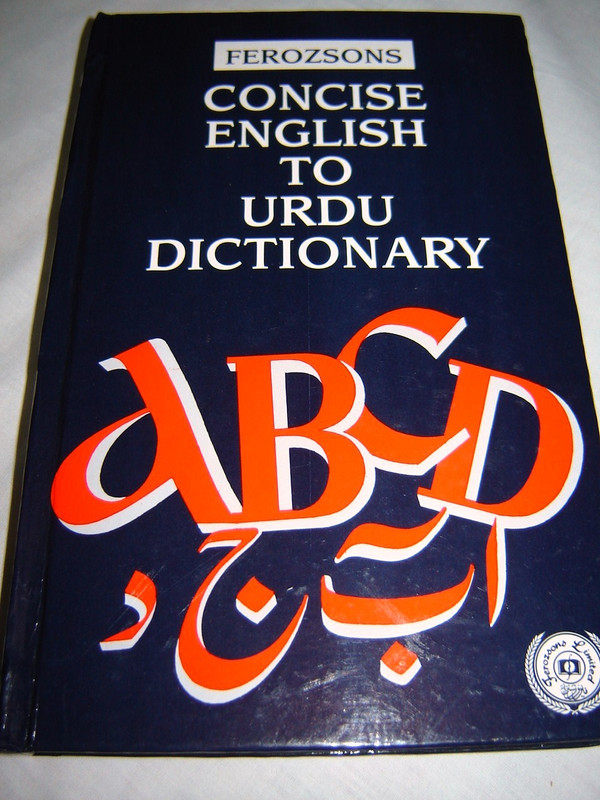 FEROZSONS
CONCISE
ENGLISH
TO
URDU
DICTIONARY
ABCD
ا ب ج د
Ferozsons Limited